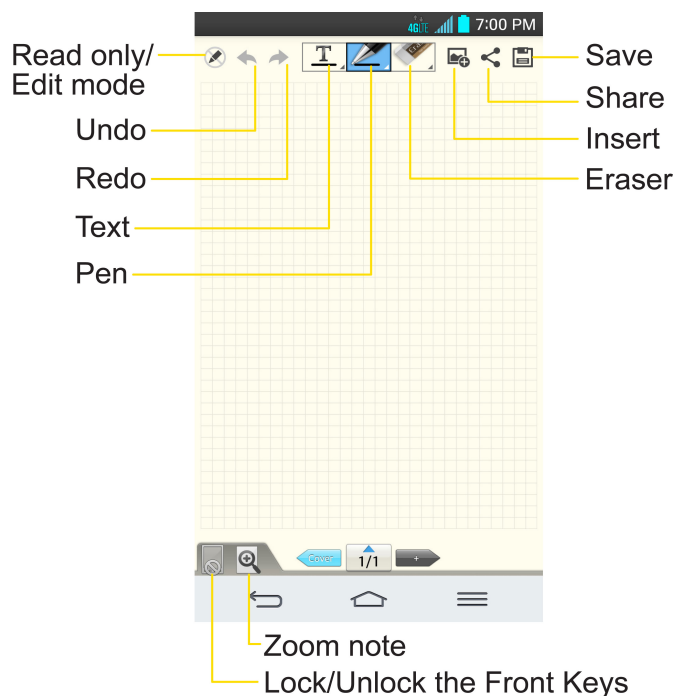 4G LTE 7:00 PM
Read only/
Edit mode
Undo
Redo
Text
Pen
Save
Share
Insert
Eraser
T
Eras
Cover
1/1
+
Zoom note
Lock/Unlock the Front Keys